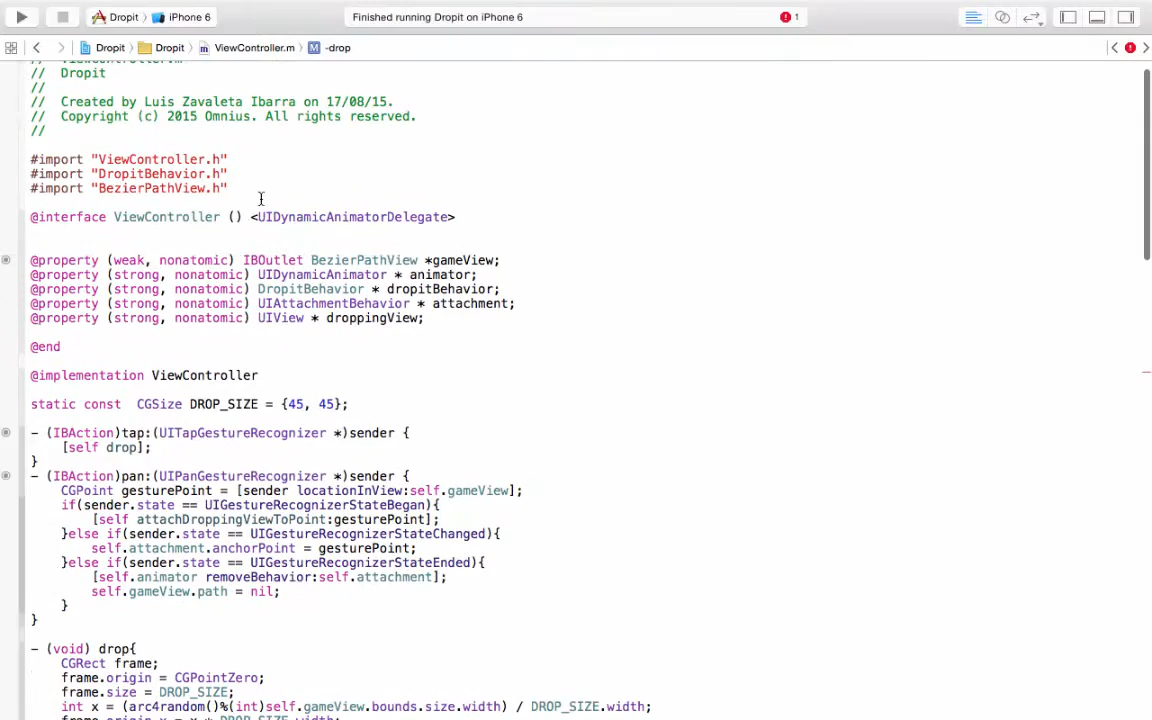 Dropit iPhone 6 Finished running Dropit on iPhone 6 1
Dropit Dropit ViewController.m M -drop
// ViewController.m
// Dropit
//
// Created by Luis Zavaleta Ibarra on 17/08/15.
// Copyright (c) 2015 Omnius. All rights reserved.
//
#import "ViewController.h"
#import "DropitBehavior.h"
#import "BezierPathView.h"
@interface ViewController () <UIDynamicAnimatorDelegate>
@property (weak, nonatomic) IBOutlet BezierPathView *gameView;
@property (strong, nonatomic) UIDynamicAnimator * animator;
@property (strong, nonatomic) DropitBehavior * dropitBehavior;
@property (strong, nonatomic) UIAttachmentBehavior * attachment;
@property (strong, nonatomic) UIView * droppingView;
@end
@implementation ViewController
static const  CGSize DROP_SIZE = {45, 45};
- (IBAction)tap:(UITapGestureRecognizer *)sender {
[self drop];
}
- (IBAction)pan:(UIPanGestureRecognizer *)sender {
CGPoint gesturePoint = [sender locationInView:self.gameView];
if(sender.state == UIGestureRecognizerStateBegan){
[self attachDroppingViewToPoint:gesturePoint];
}else if(sender.state == UIGestureRecognizerStateChanged){
self.attachment.anchorPoint = gesturePoint;
}else if(sender.state == UIGestureRecognizerStateEnded){
[self.animator removeBehavior:self.attachment];
self.gameView.path = nil;
}
}
- (void) drop{
CGRect frame;
frame.origin = CGPointZero;
frame.size = DROP_SIZE;
int x = (arc4random()%(int)self.gameView.bounds.size.width) / DROP_SIZE.width;
frame.origin.x = x * DROP_SIZE.width;